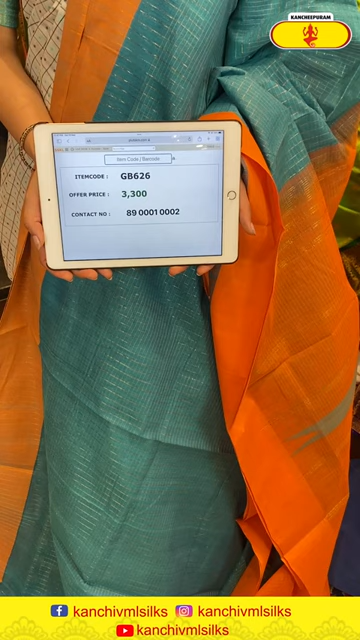 KANCHEEPURAM
Item Code / Barcode
ITEMCODE : GB626
OFFER PRICE : 3,300
CONTACT NO : 89 0001 0002
kanchivmlsilks kanchivmlsilks
kanchivmlsilks